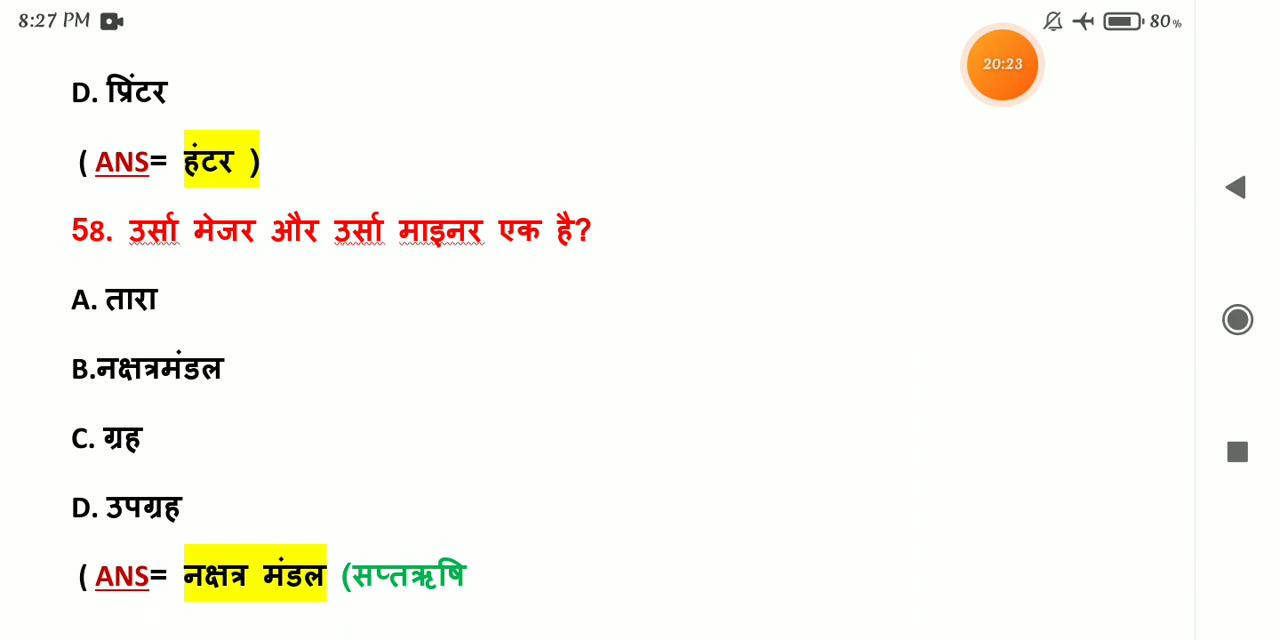 8:27 PM
80%
20:23
D. प्रिंटर
( ANS= हंटर )
58. उर्सा मेजर और उर्सा माइनर एक है?
A. तारा
B.नक्षत्रमंडल
C. ग्रह
D. उपग्रह
( ANS= नक्षत्र मंडल (सप्तऋषि